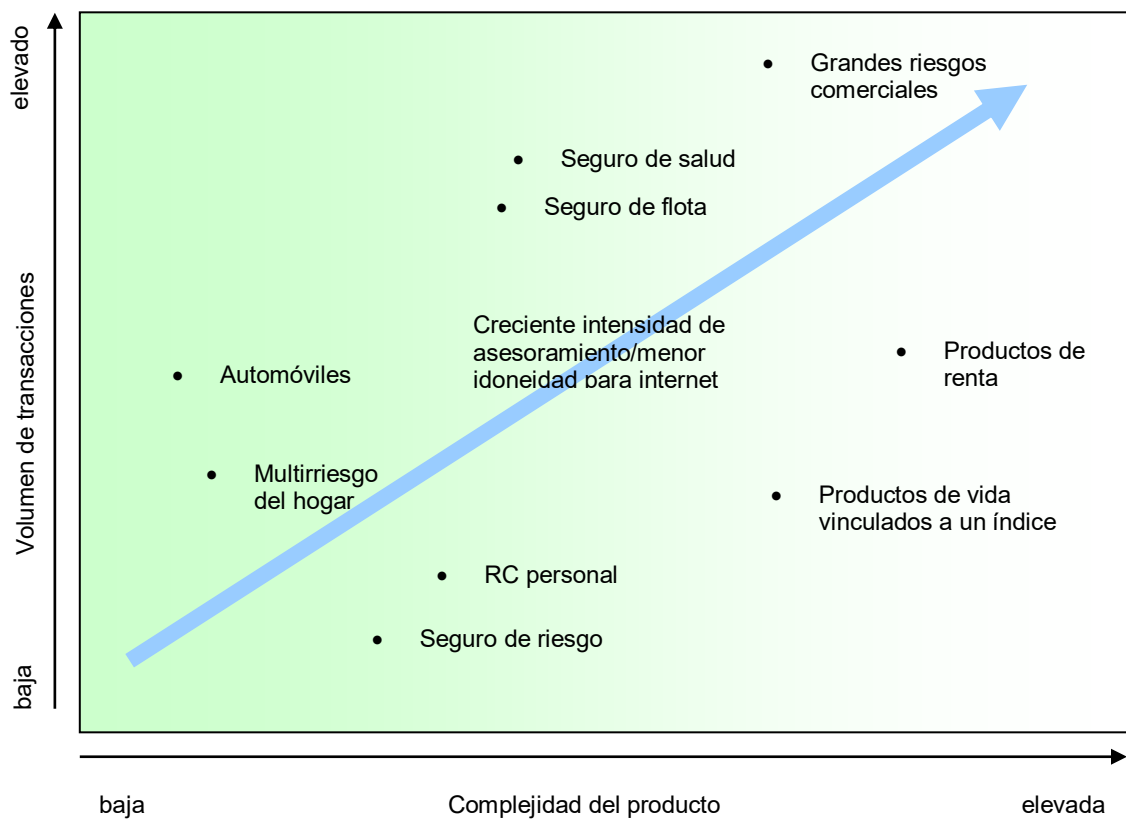 elevado
Volumen de transacciones
baja
Grandes riesgos
comerciales
Seguro de salud
Seguro de flota
Creciente intensidad de
asesoramiento/menor
idoneidad para internet
Automóviles
Productos de
renta
Multirriesgo
del hogar
Productos de vida
vinculados a un índice
RC personal
Seguro de riesgo
baja
Complejidad del producto
elevada